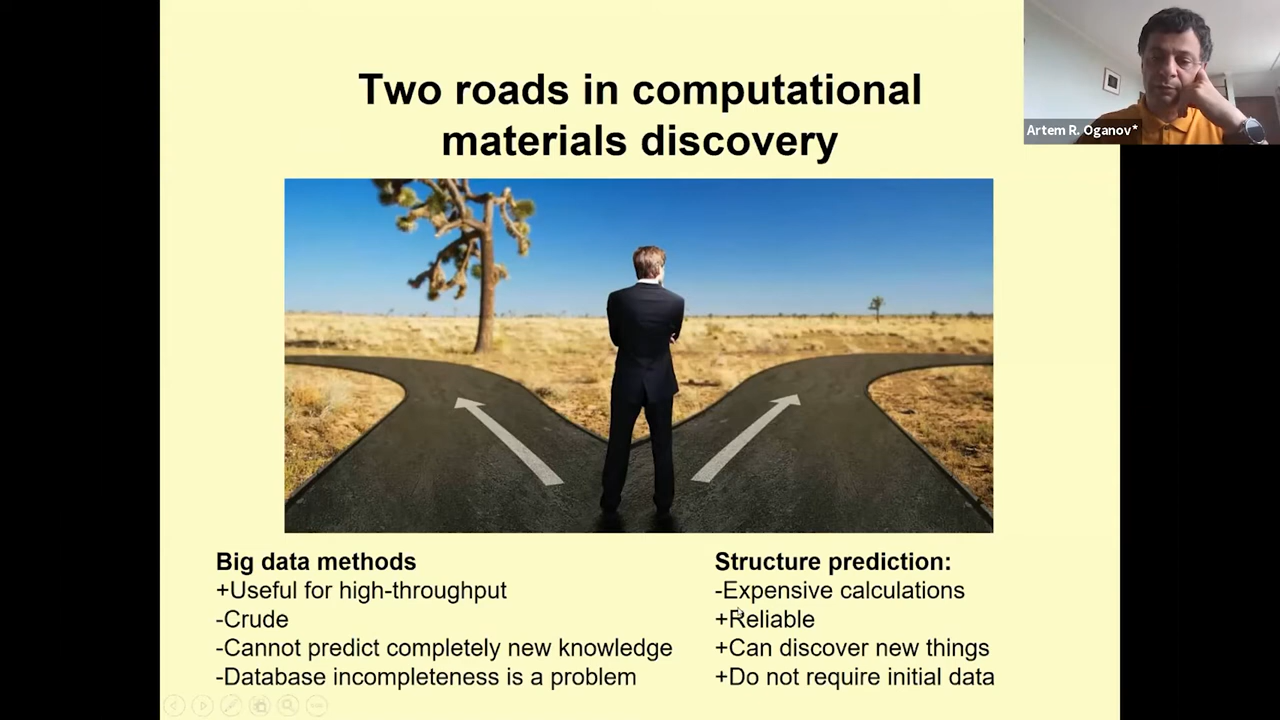 Two roads in computational
materials discovery
Artem R. Oganov*
Big data methods
+Useful for high-throughput
-Crude
-Cannot predict completely new knowledge
-Database incompleteness is a problem
Structure prediction:
-Expensive calculations
+Reliable
+Can discover new things
+Do not require initial data